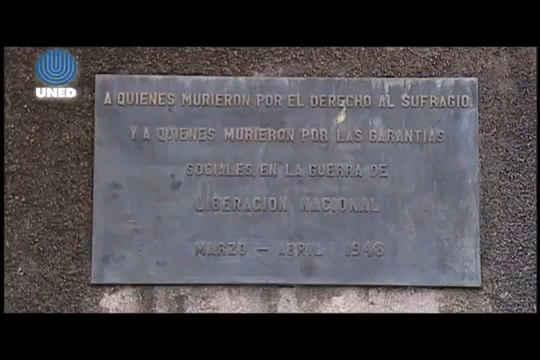 UNED
A QUIENES MURIERON POR EL DERECHO AL SUFRAGIO,
Y A QUIENES MURIERON POR LAS GARANTIAS
SOCIALES, EN LA GUERRA DE
LIBERACION NACIONAL
MARZO - ABRIL 1948